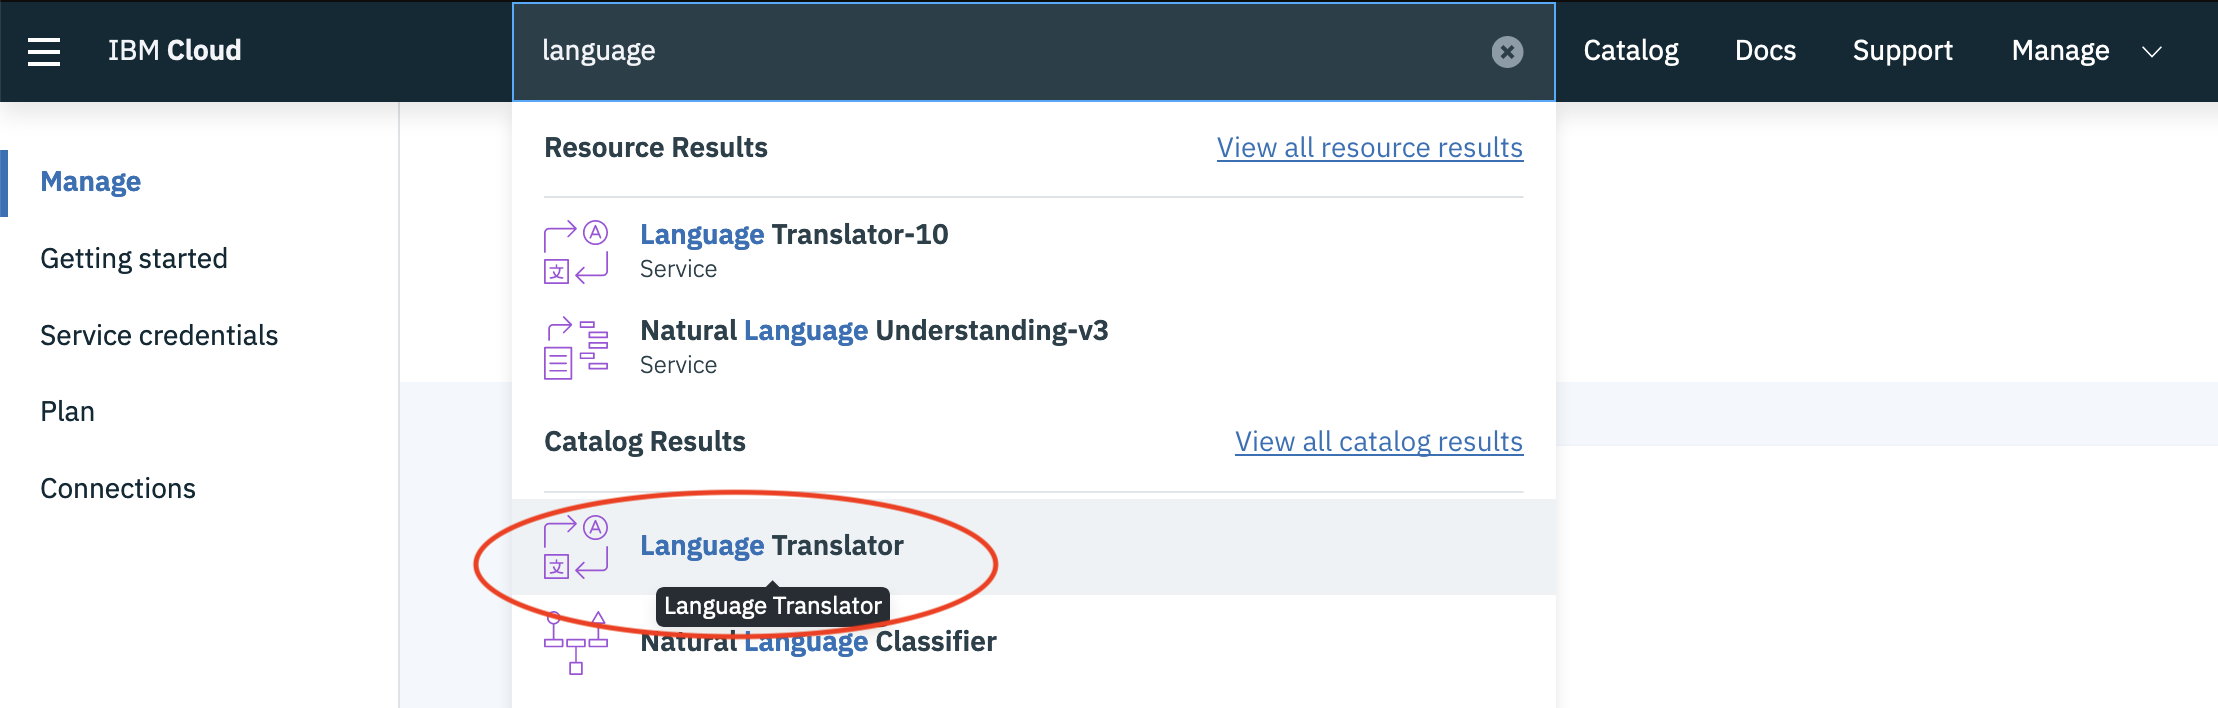 IBM Cloud
language
Catalog
Docs
Support
Manage
Manage
Getting started
Service credentials
Plan
Connections
Resource Results
View all resource results
A
文
Language Translator-10
Service
Natural Language Understanding-v3
Service
Catalog Results
View all catalog results
A
文
Language Translator
Language Translator
Natural Language Classifier